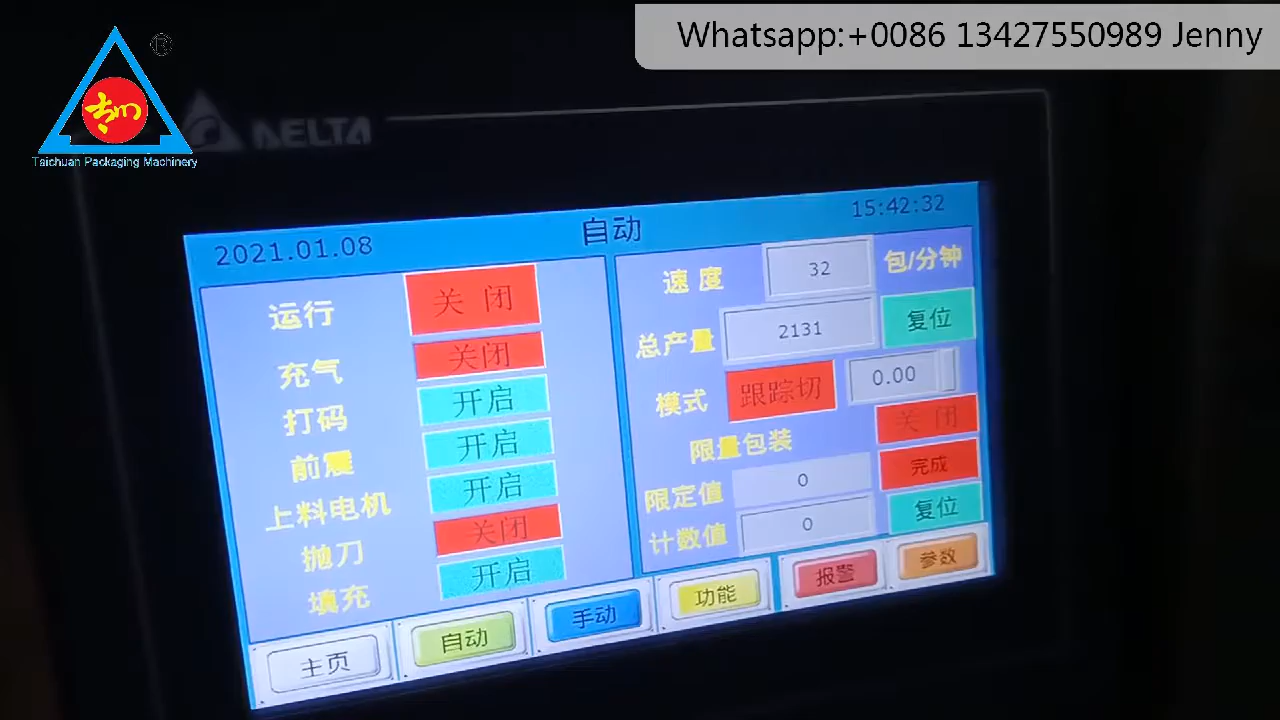 Whatsapp:+0086 13427550989 Jenny
®
Taichuan Packaging Machinery
DELTA
2021.01.08 自动 15:42:32
运行 关 闭
充气 关闭
打码 开启
前震 开启
上料电机 开启
抛刀 关闭
填充 开启
速度 32 包/分钟
总产量 2131 复位
模式 跟踪切 0.00
限量包装 关 闭
完成
限定值 0
计数值 0 复位
主页 自动 手动 功能 报警 参数